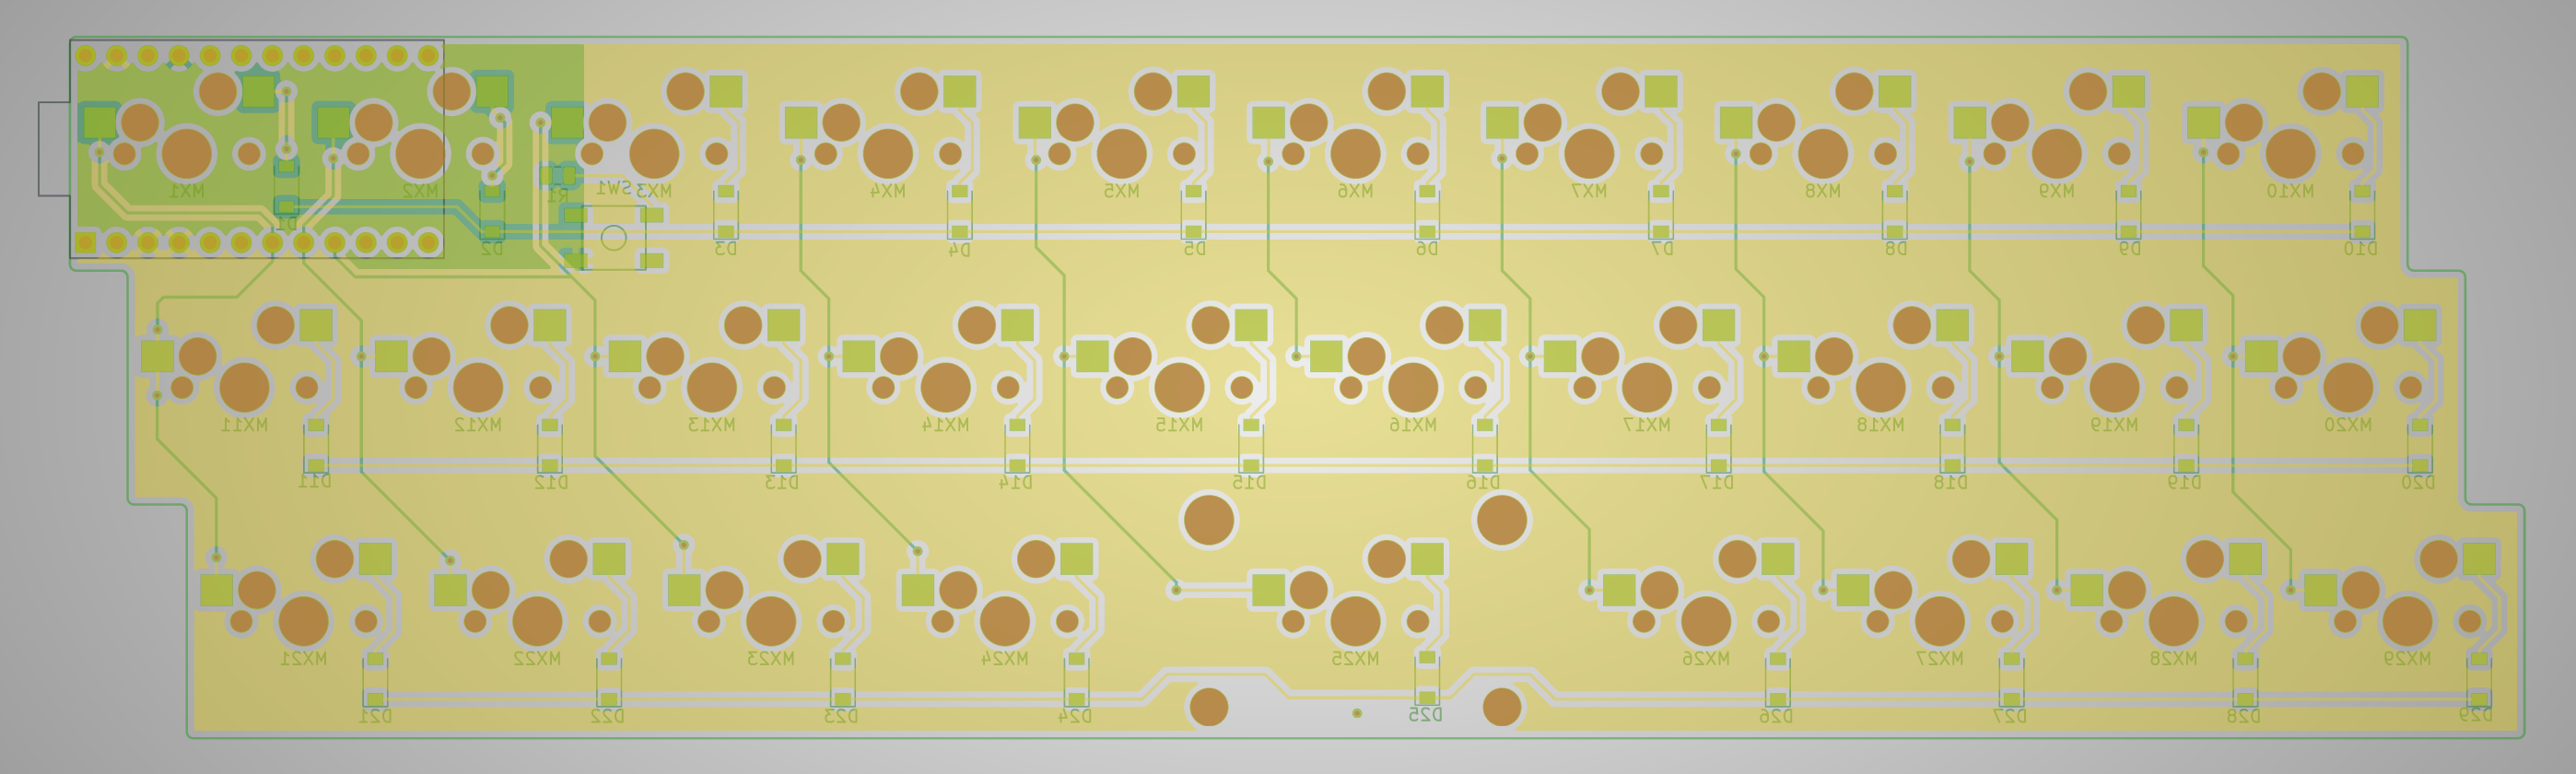 MX1 MX2 R1 SW1 MX3 MX4 MX5 MX6 MX7 MX8 MX9 MX10
D1 D2 D3 D4 D5 D6 D7 D8 D9 D10
MX11 MX12 MX13 MX14 MX15 MX16 MX17 MX18 MX19 MX20
D11 D12 D13 D14 D15 D16 D17 D18 D19 D20
MX21 MX22 MX23 MX24 MX25 MX26 MX27 MX28 MX29
D21 D22 D23 D24 D25 D26 D27 D28 D29